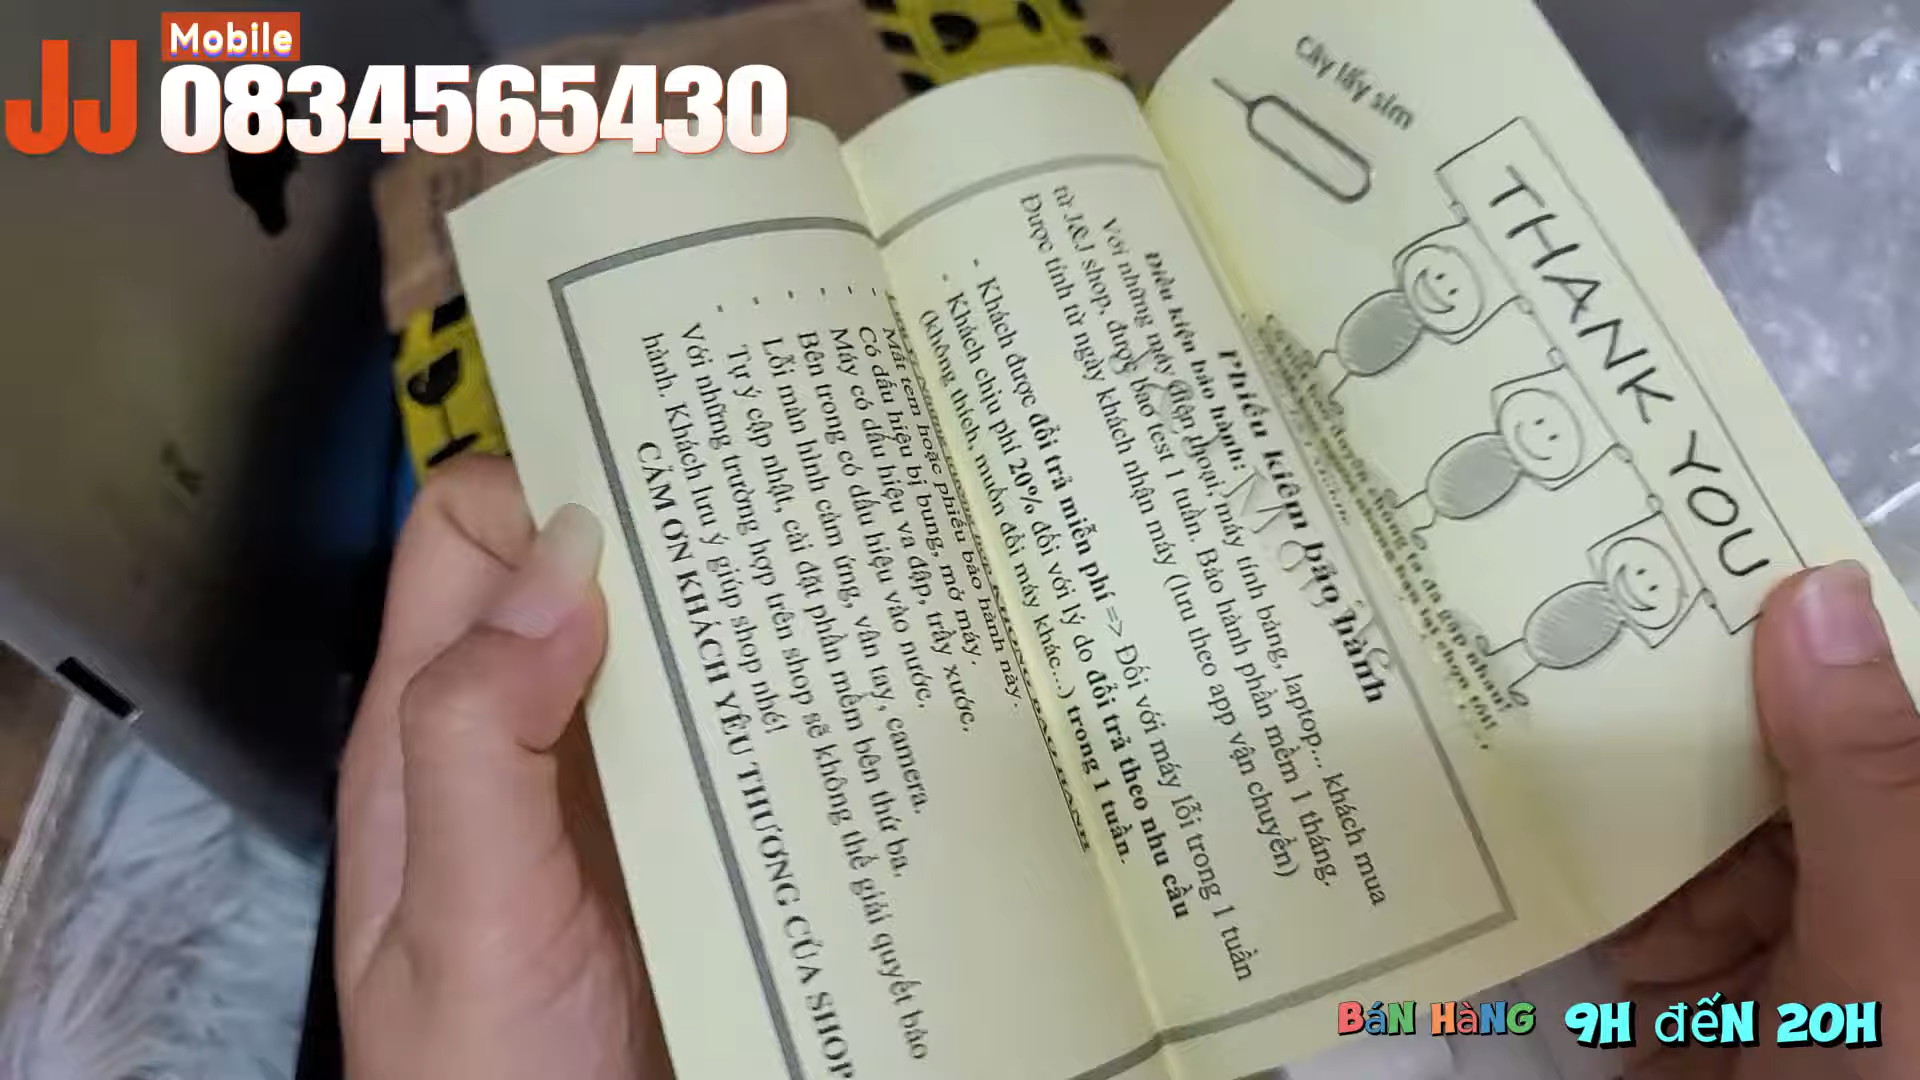 JJ
Mobile
0834565430
Cây lấy sim
THANK YOU
Phiếu kiểm bảo hành
Điều kiện bảo hành:
Với những máy điện thoại, máy tính bảng, laptop... khách mua
từ J&J shop, được bao test 1 tuần. Bảo hành phần mềm 1 tháng.
Được tính từ ngày khách nhận máy (lưu theo app vận chuyển)
- Khách được đổi trả miễn phí => Đối với máy lỗi trong 1 tuần
- Khách chịu phí 20% đối với lý do đổi trả theo nhu cầu
(không thích, muốn đổi máy khác...) trong 1 tuần.
- Mất tem hoặc phiếu bảo hành này.
- Có dấu hiệu bị bung, mở máy.
- Máy có dấu hiệu va đập, trầy xước,
Bên trong có dấu hiệu vào nước,
- Lỗi màn hình cảm ứng, vân tay, camera.
- Tự ý cập nhật, cài đặt phần mềm bên thứ ba.
Với những trường hợp trên shop sẽ không thể giải quyết bảo
hành. Khách lưu ý giúp shop nhé!
CẢM ƠN KHÁCH YÊU THƯƠNG CỦA SHOP
BÁN HÀNG 9H ĐẾN 20H